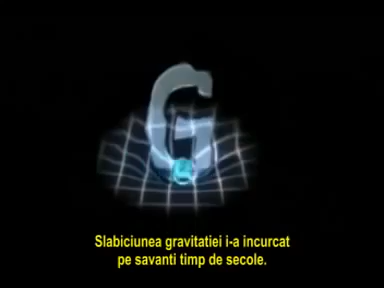 G
Slabiciunea gravitatiei i-a incurcat
pe savanti timp de secole.